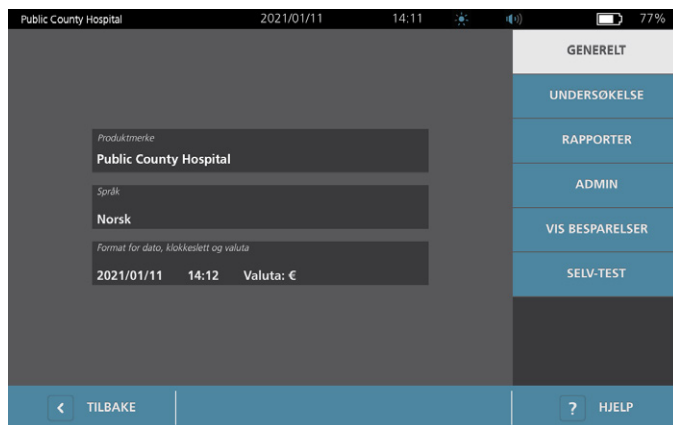 Public County Hospital 2021/01/11 14:11 77%
GENERELT
UNDERSØKELSE
RAPPORTER
ADMIN
VIS BESPARELSER
SELV-TEST
Produktmerke
Public County Hospital
Språk
Norsk
Format for dato, klokkeslett og valuta
2021/01/11 14:12 Valuta: €
< TILBAKE
? HJELP